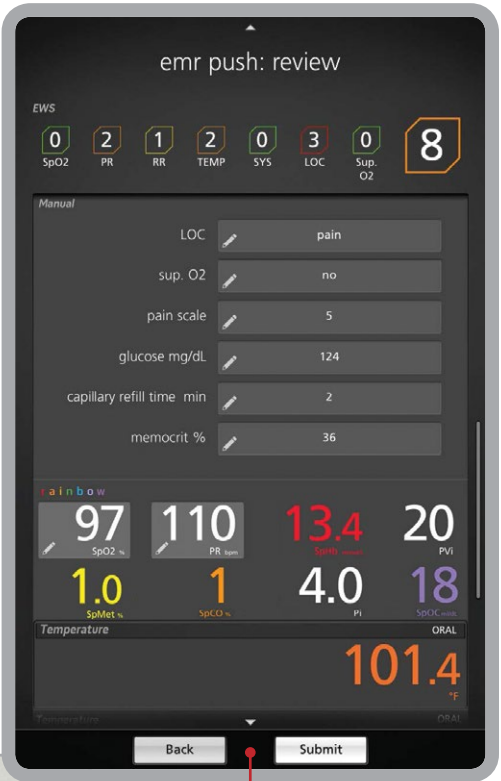 emr push: review
EWS
0 2 1 2 0 3 0 8
SpO2 PR RR TEMP SYS LOC Sup. O2
Manual
LOC pain
sup. O2 no
pain scale 5
glucose mg/dL 124
capillary refill time min 2
memocrit % 36
rainbow
97 110 13.4 20
SpO2 % PR bpm SpHb PVi
1.0 1 4.0 18
SpMet % SpCO % Pi SpOC
Temperature ORAL
101.4
°F
Temperature ORAL
Back Submit